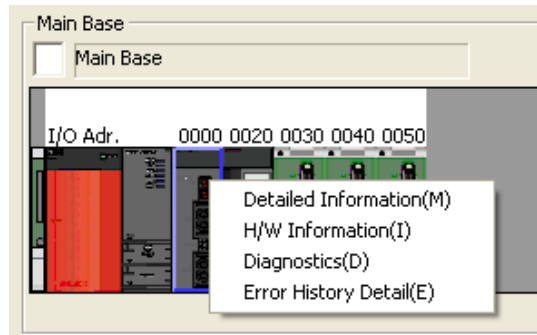 Main Base
Main Base
I/O Adr. 0000 0020 0030 0040 0050
Detailed Information(M)
H/W Information(I)
Diagnostics(D)
Error History Detail(E)